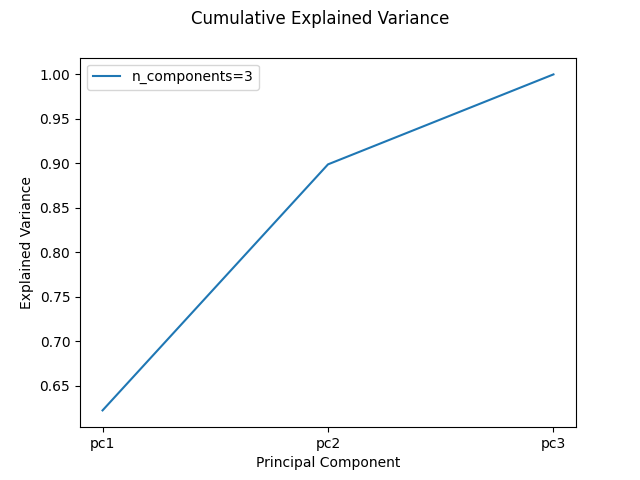 Cumulative Explained Variance
n_components=3
1.00
0.95
0.90
0.85
0.80
0.75
0.70
0.65
Explained Variance
pc1 pc2 pc3
Principal Component